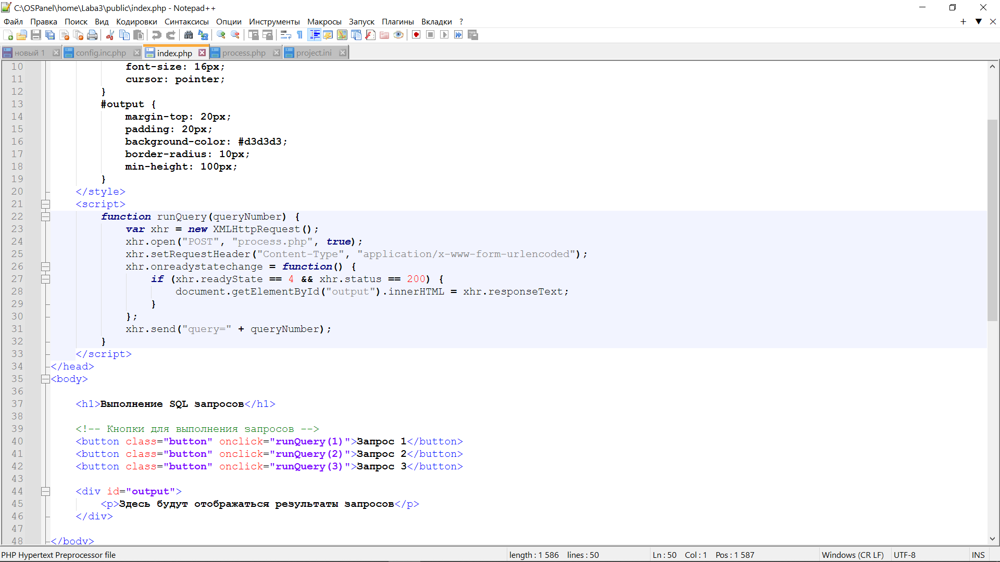 C:\OSPanel\home\Laba3\public\index.php - Notepad++
Файл Правка Поиск Вид Кодировки Синтаксисы Опции Инструменты Макросы Запуск Плагины Вкладки ?
новый 1 config.inc.php index.php process.php project.ini
10 font-size: 16px;
11 cursor: pointer;
12 }
13 #output {
14 margin-top: 20px;
15 padding: 20px;
16 background-color: #d3d3d3;
17 border-radius: 10px;
18 min-height: 100px;
19 }
20 </style>
21 <script>
22 function runQuery(queryNumber) {
23 var xhr = new XMLHttpRequest();
24 xhr.open("POST", "process.php", true);
25 xhr.setRequestHeader("Content-Type", "application/x-www-form-urlencoded");
26 xhr.onreadystatechange = function() {
27 if (xhr.readyState == 4 && xhr.status == 200) {
28 document.getElementById("output").innerHTML = xhr.responseText;
29 }
30 };
31 xhr.send("query=" + queryNumber);
32 }
33 </script>
34 </head>
35 <body>
36
37 <h1>Выполнение SQL запросов</h1>
38
39 <!-- Кнопки для выполнения запросов -->
40 <button class="button" onclick="runQuery(1)">Запрос 1</button>
41 <button class="button" onclick="runQuery(2)">Запрос 2</button>
42 <button class="button" onclick="runQuery(3)">Запрос 3</button>
43
44 <div id="output">
45 <p>Здесь будут отображаться результаты запросов</p>
46 </div>
47
48 </body>
PHP Hypertext Preprocessor file length : 1 586 lines : 50 Ln : 50 Col : 1 Pos : 1 587 Windows (CR LF) UTF-8 INS